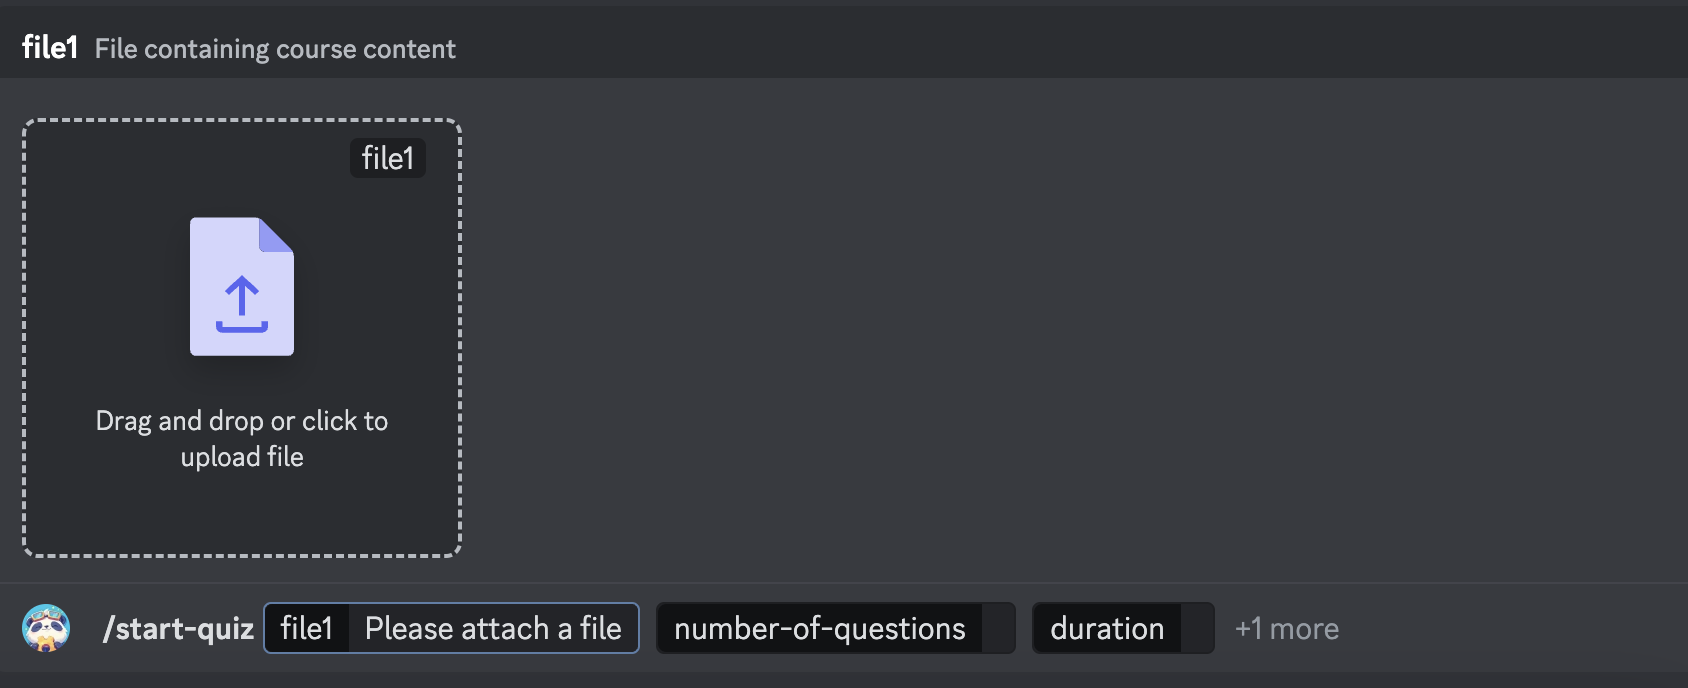 file1 File containing course content
file1
Drag and drop or click to
upload file
/start-quiz file1 Please attach a file number-of-questions duration +1 more